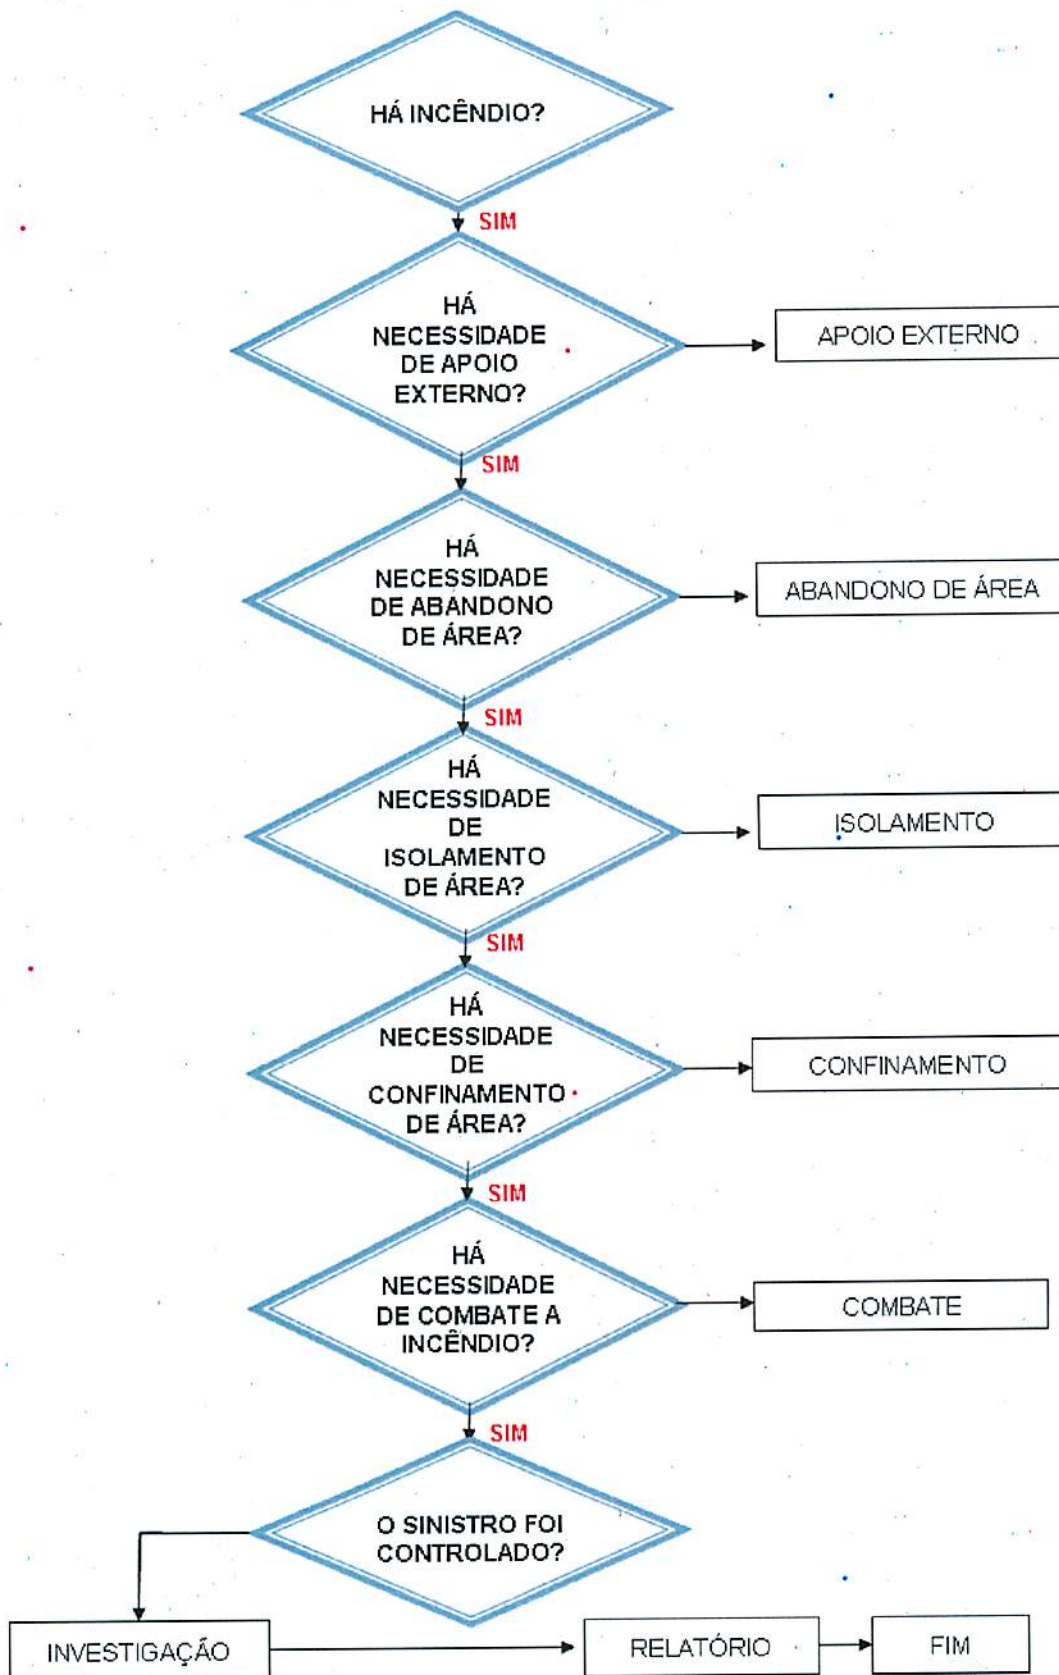 HÁ INCÊNDIO?
SIM
HÁ
NECESSIDADE
DE APOIO
EXTERNO?
APOIO EXTERNO
SIM
HÁ
NECESSIDADE
DE ABANDONO
DE ÁREA?
ABANDONO DE ÁREA
SIM
HÁ
NECESSIDADE
DE
ISOLAMENTO
DE ÁREA?
ISOLAMENTO
SIM
HÁ
NECESSIDADE
DE
CONFINAMENTO
DE ÁREA?
CONFINAMENTO
SIM
HÁ
NECESSIDADE
DE COMBATE A
INCÊNDIO?
COMBATE
SIM
O SINISTRO FOI
CONTROLADO?
INVESTIGAÇÃO
RELATÓRIO
FIM